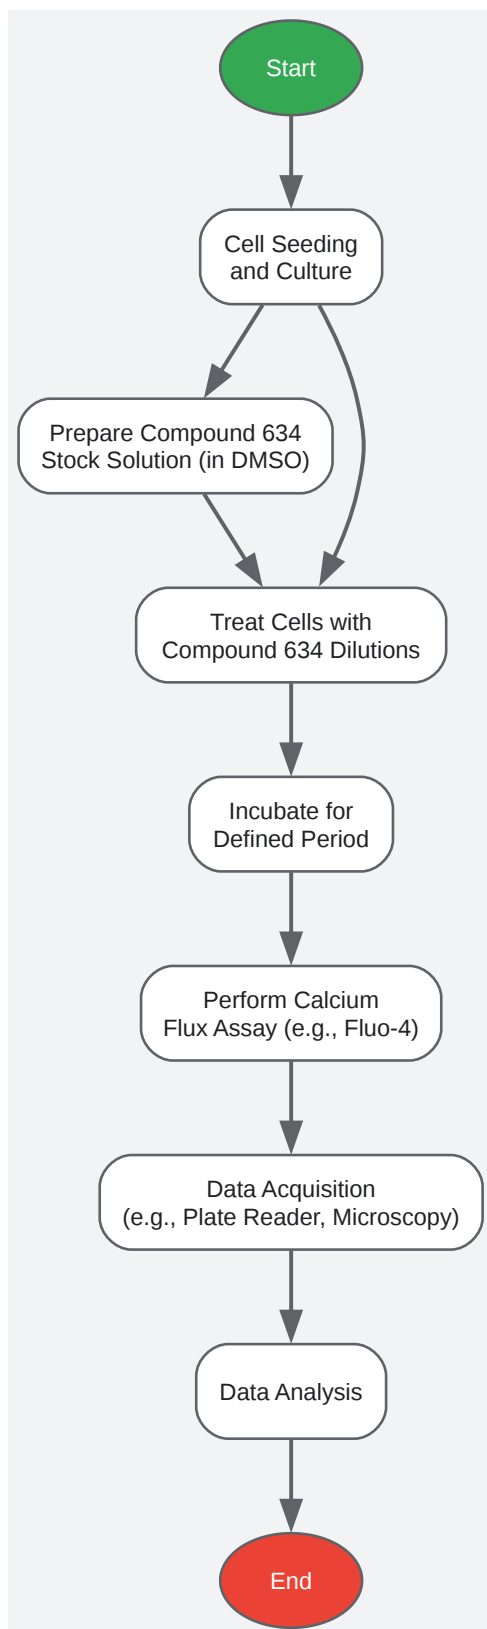 Start
Cell Seeding
and Culture
Prepare Compound 634
Stock Solution (in DMSO)
Treat Cells with
Compound 634 Dilutions
Incubate for
Defined Period
Perform Calcium
Flux Assay (e.g., Fluo-4)
Data Acquisition
(e.g., Plate Reader, Microscopy)
Data Analysis
End